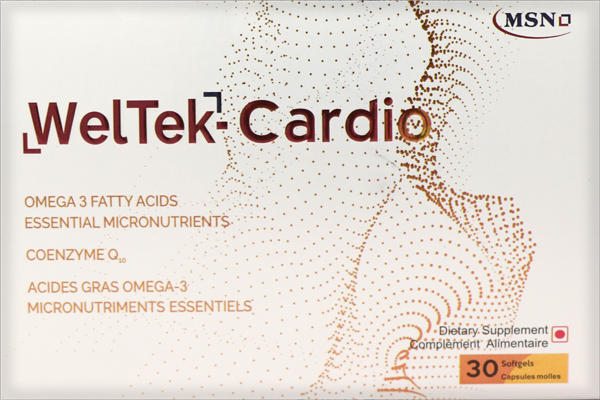 MSN
WelTek-Cardio
OMEGA 3 FATTY ACIDS
ESSENTIAL MICRONUTRIENTS
COENZYME Q10
ACIDES GRAS OMEGA-3
MICRONUTRIMENTS ESSENTIELS
Dietary Supplement
Complément Alimentaire
30 Softgels
Capsules molles